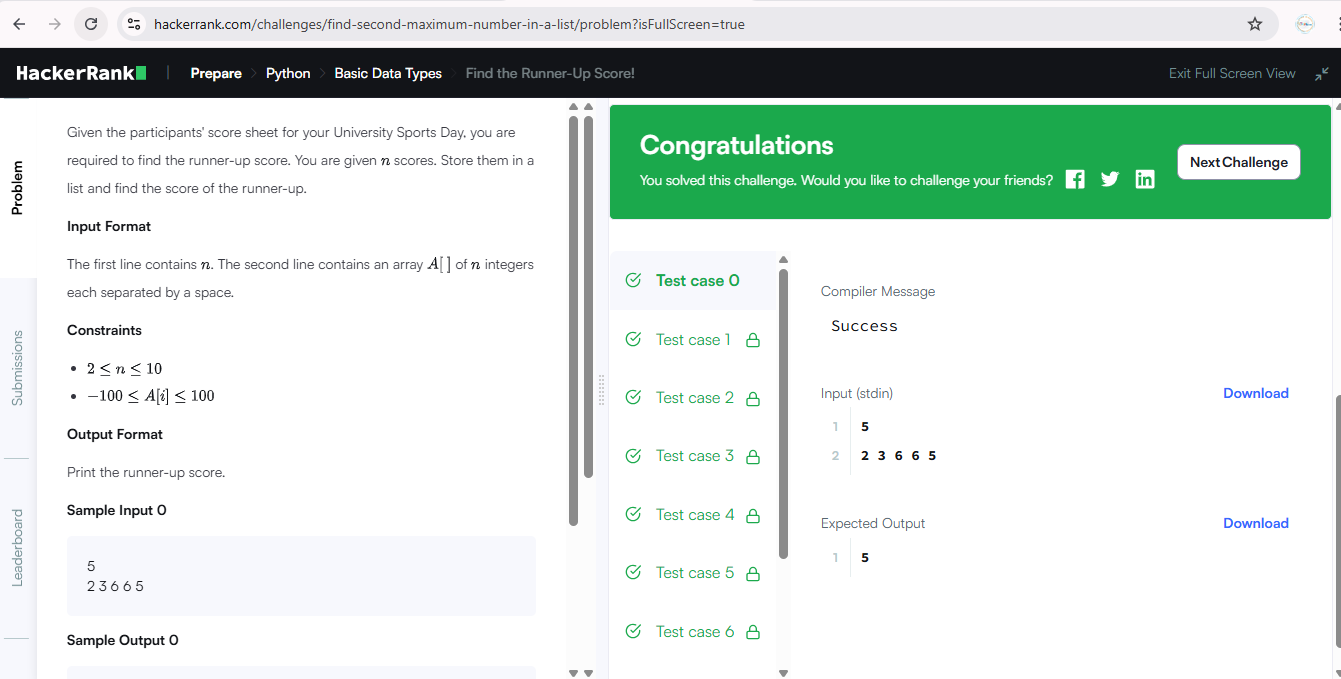 hackerrank.com/challenges/find-second-maximum-number-in-a-list/problem?isFullScreen=true
HackerRank
Prepare
Python
Basic Data Types
Find the Runner-Up Score!
Exit Full Screen View
Problem
Submissions
Leaderboard
Given the participants' score sheet for your University Sports Day, you are
required to find the runner-up score. You are given n scores. Store them in a
list and find the score of the runner-up.
Input Format
The first line contains n. The second line contains an array A[ ] of n integers
each separated by a space.
Constraints
• 2 ≤ n ≤ 10
• −100 ≤ A[i] ≤ 100
Output Format
Print the runner-up score.
Sample Input 0
5
2 3 6 6 5
Sample Output 0
Congratulations
You solved this challenge. Would you like to challenge your friends?
Next Challenge
Test case 0
Test case 1
Test case 2
Test case 3
Test case 4
Test case 5
Test case 6
Compiler Message
Success
Input (stdin)
Download
1 5
2 2 3 6 6 5
Expected Output
Download
1 5